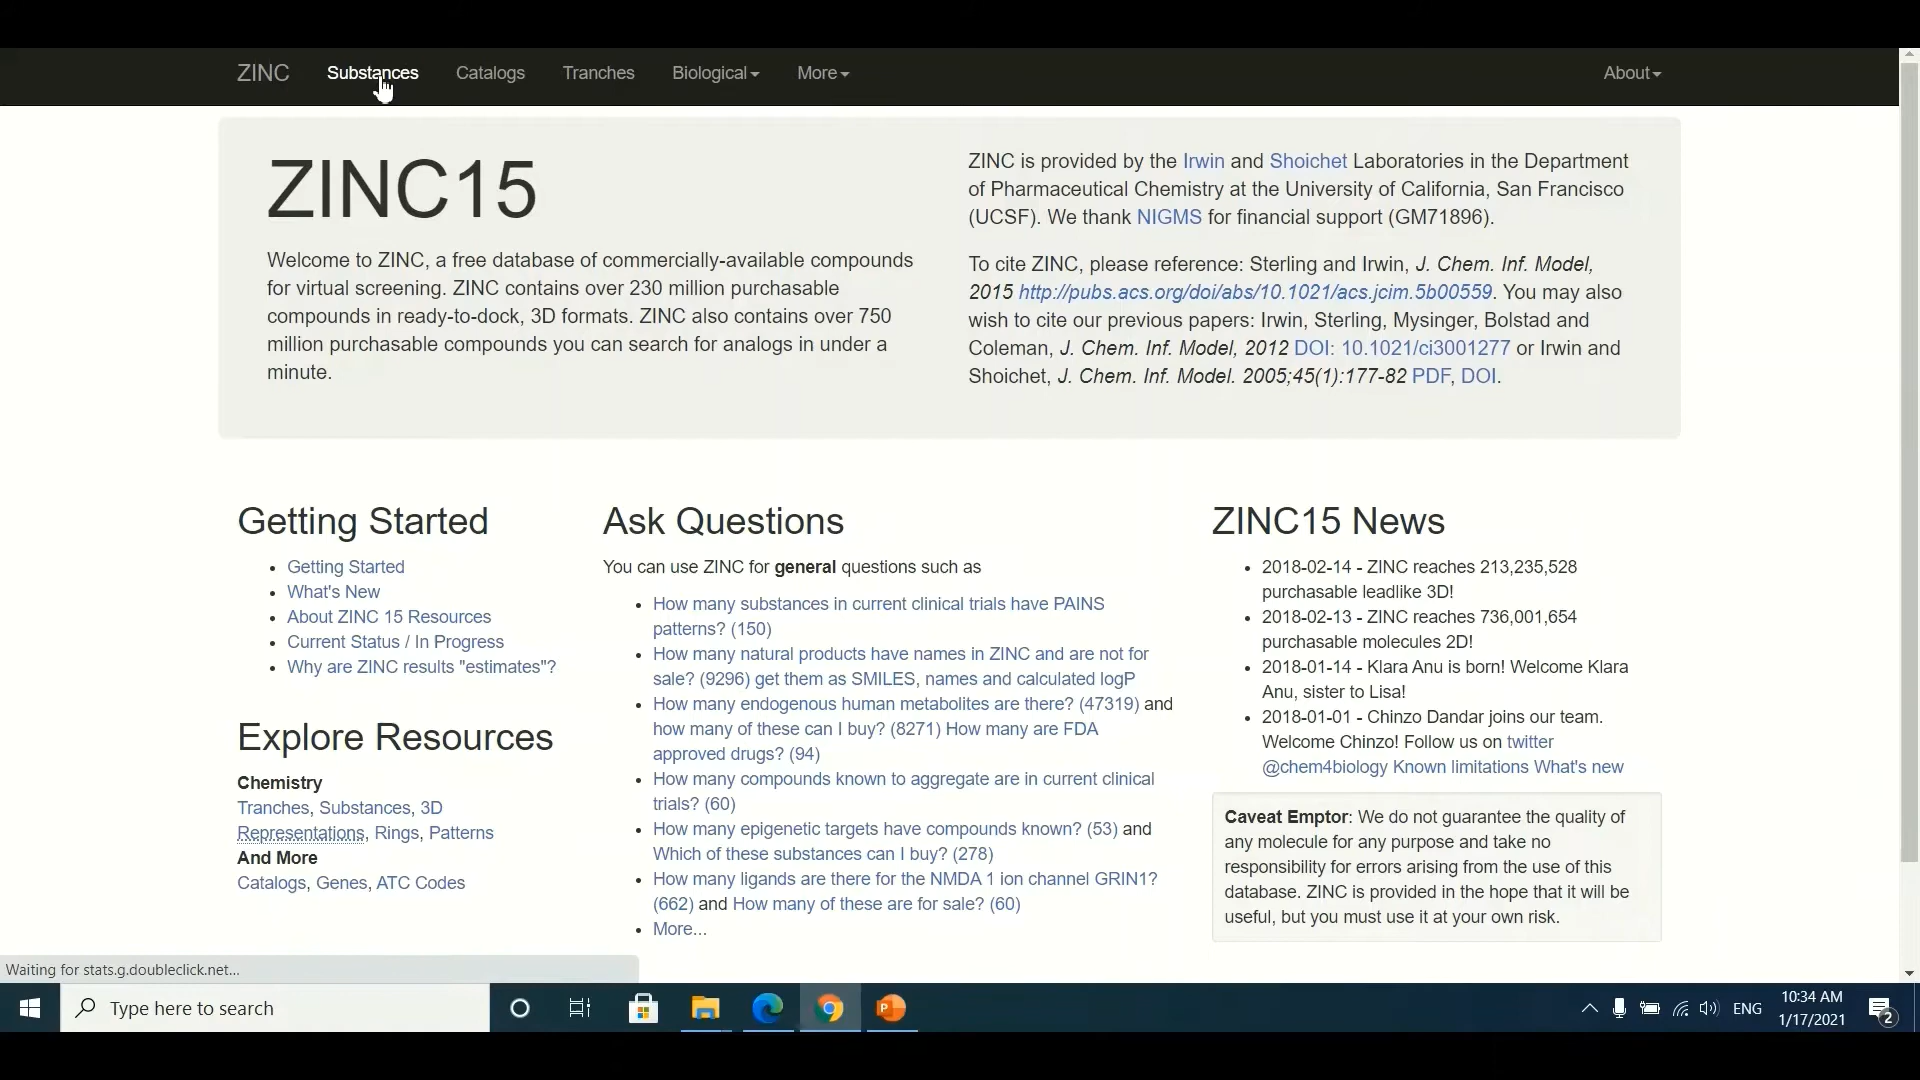 ZINC Substances Catalogs Tranches Biological More About
ZINC15
Welcome to ZINC, a free database of commercially-available compounds
for virtual screening. ZINC contains over 230 million purchasable
compounds in ready-to-dock, 3D formats. ZINC also contains over 750
million purchasable compounds you can search for analogs in under a
minute.
ZINC is provided by the Irwin and Shoichet Laboratories in the Department
of Pharmaceutical Chemistry at the University of California, San Francisco
(UCSF). We thank NIGMS for financial support (GM71896).
To cite ZINC, please reference: Sterling and Irwin, J. Chem. Inf. Model,
2015 http://pubs.acs.org/doi/abs/10.1021/acs.jcim.5b00559. You may also
wish to cite our previous papers: Irwin, Sterling, Mysinger, Bolstad and
Coleman, J. Chem. Inf. Model, 2012 DOI: 10.1021/ci3001277 or Irwin and
Shoichet, J. Chem. Inf. Model. 2005;45(1):177-82 PDF, DOI.
Getting Started
Getting Started
What's New
About ZINC 15 Resources
Current Status / In Progress
Why are ZINC results "estimates"?
Explore Resources
Chemistry
Tranches, Substances, 3D
Representations, Rings, Patterns
And More
Catalogs, Genes, ATC Codes
Ask Questions
You can use ZINC for general questions such as
How many substances in current clinical trials have PAINS
patterns? (150)
How many natural products have names in ZINC and are not for
sale? (9296) get them as SMILES, names and calculated logP
How many endogenous human metabolites are there? (47319) and
how many of these can I buy? (8271) How many are FDA
approved drugs? (94)
How many compounds known to aggregate are in current clinical
trials? (60)
How many epigenetic targets have compounds known? (53) and
Which of these substances can I buy? (278)
How many ligands are there for the NMDA 1 ion channel GRIN1?
(662) and How many of these are for sale? (60)
More...
ZINC15 News
2018-02-14 - ZINC reaches 213,235,528
purchasable leadlike 3D!
2018-02-13 - ZINC reaches 736,001,654
purchasable molecules 2D!
2018-01-14 - Klara Anu is born! Welcome Klara
Anu, sister to Lisa!
2018-01-01 - Chinzo Dandar joins our team.
Welcome Chinzo! Follow us on twitter
@chem4biology Known limitations What's new
Caveat Emptor: We do not guarantee the quality of
any molecule for any purpose and take no
responsibility for errors arising from the use of this
database. ZINC is provided in the hope that it will be
useful, but you must use it at your own risk.
Waiting for stats.g.doubleclick.net...
Type here to search
ENG
10:34 AM
1/17/2021
2